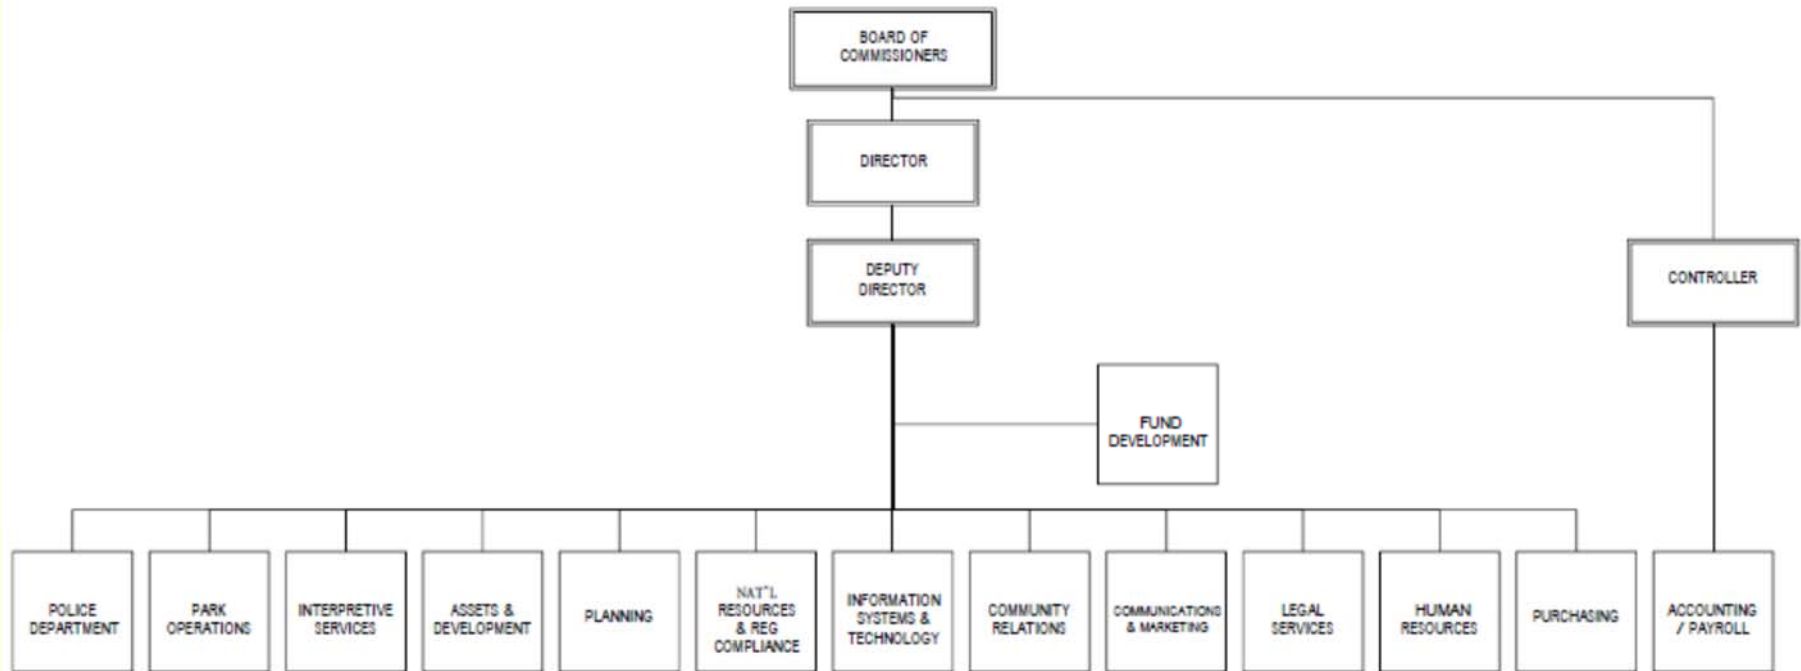 BOARD OF
COMMISSIONERS
DIRECTOR
DEPUTY
DIRECTOR
CONTROLLER
FUND
DEVELOPMENT
POLICE
DEPARTMENT
PARK
OPERATIONS
INTERPRETIVE
SERVICES
ASSETS &
DEVELOPMENT
PLANNING
NAT'L
RESOURCES
& REG
COMPLIANCE
INFORMATION
SYSTEMS &
TECHNOLOGY
COMMUNITY
RELATIONS
COMMUNICATIONS
& MARKETING
LEGAL
SERVICES
HUMAN
RESOURCES
PURCHASING
ACCOUNTING
/ PAYROLL